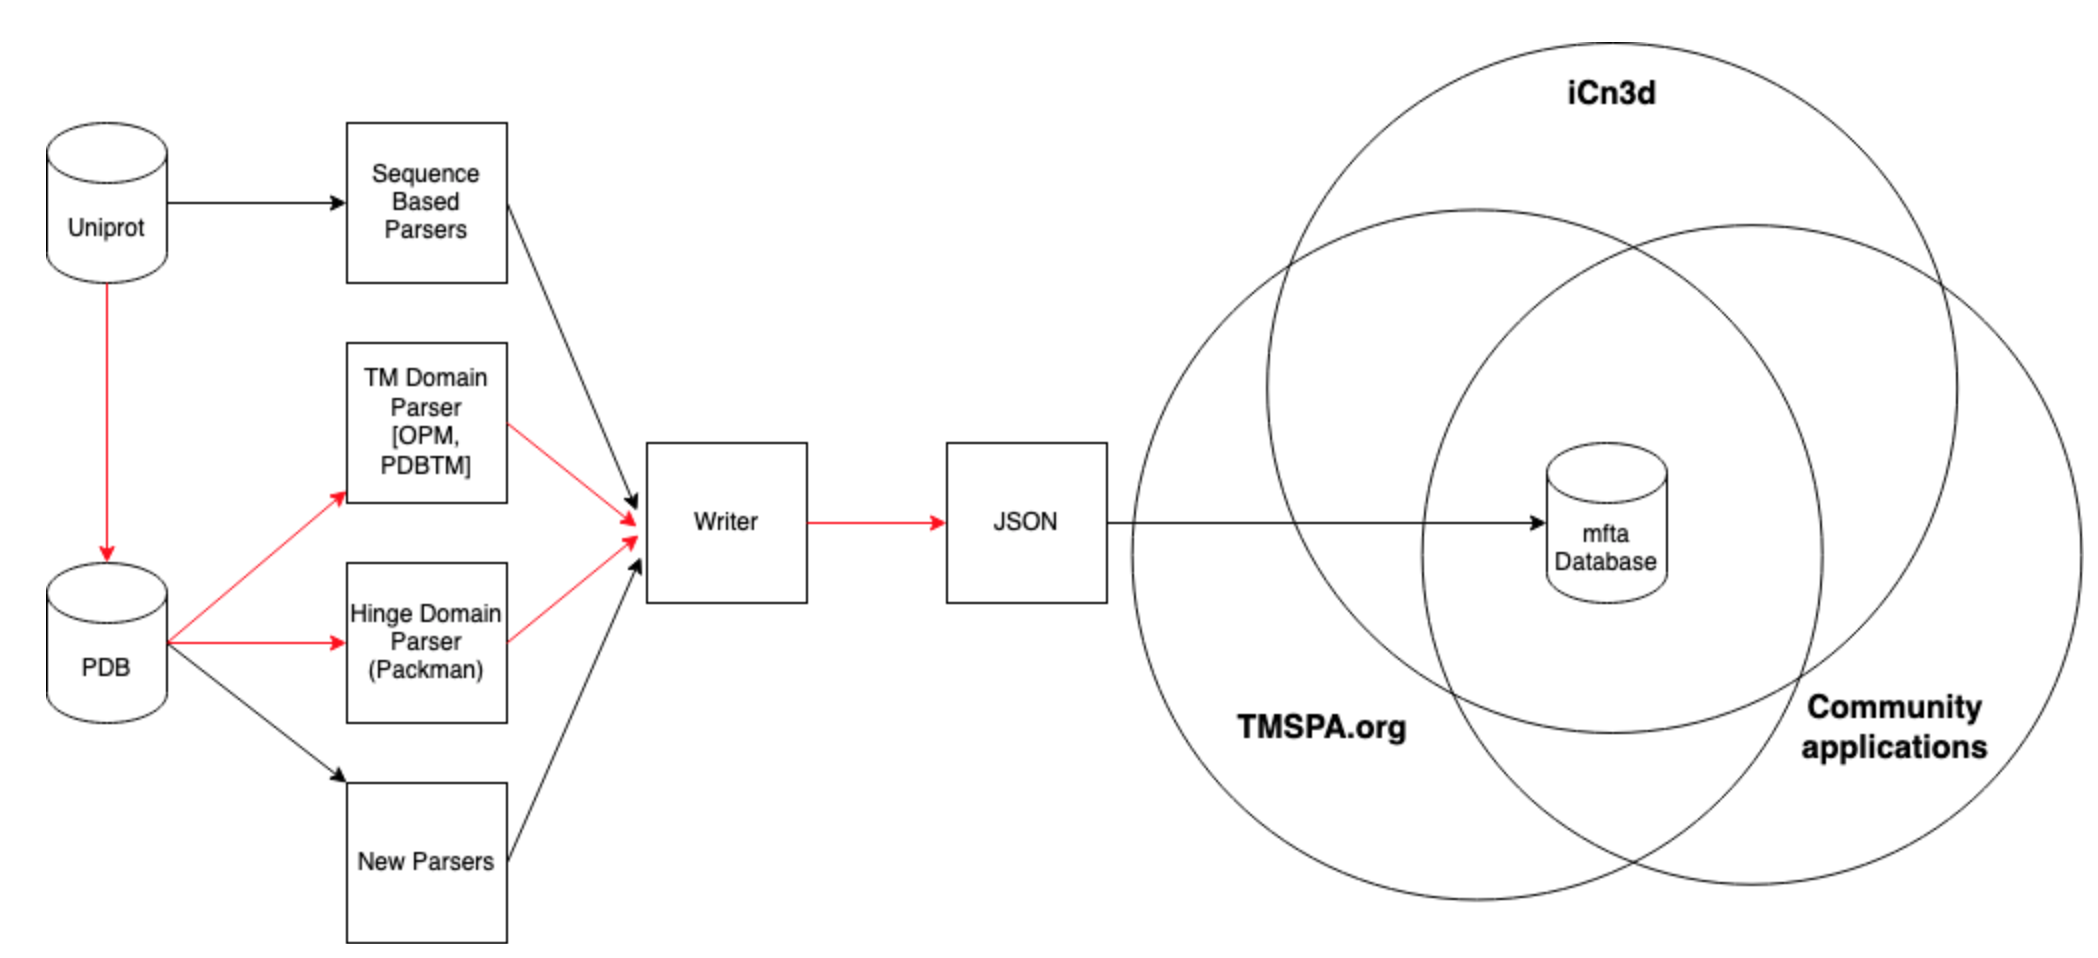 iCn3d
Uniprot
Sequence
Based
Parsers
TM Domain
Parser
[OPM,
PDBTM]
PDB
Hinge Domain
Parser
(Packman)
New Parsers
Writer
JSON
mfta
Database
TMSPA.org
Community
applications